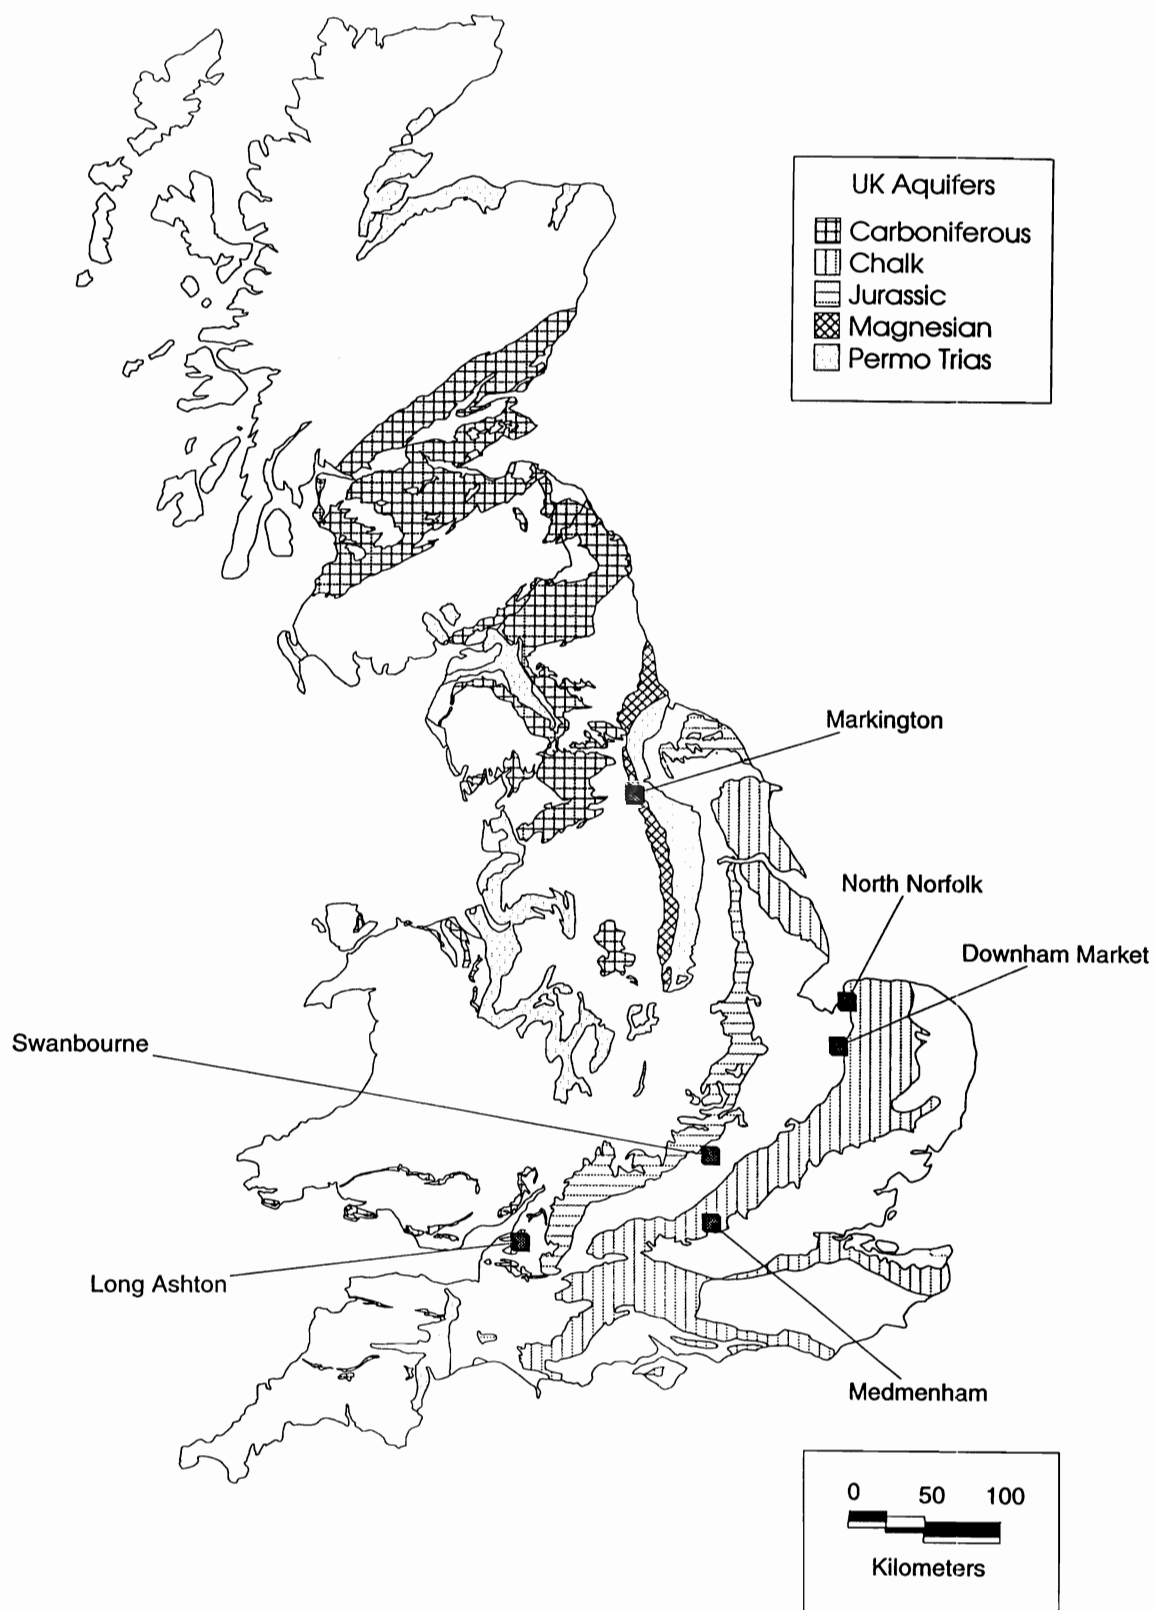 UK Aquifers
Carboniferous
Chalk
Jurassic
Magnesian
Permo Trias
Markington
North Norfolk
Downham Market
Swanbourne
Long Ashton
Medmenham
0 50 100
Kilometers